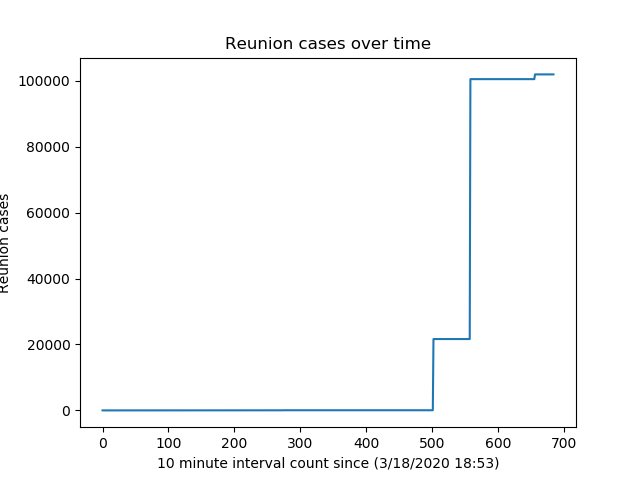 Reunion cases over time
100000
80000
60000
40000
20000
0
Reunion cases
0 100 200 300 400 500 600 700
10 minute interval count since (3/18/2020 18:53)